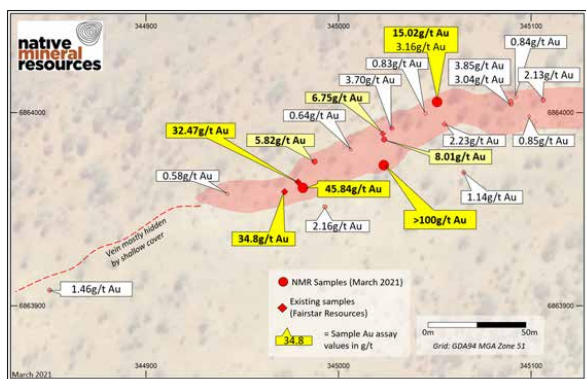 344900
345000
345100
native
mineral
resources
15.02g/t Au
3.16g/t Au
0.84g/t Au
0.83g/t Au
3.85g/t Au
3.04g/t Au
2.13g/t Au
3.70g/t Au
6.75g/t Au
6864000
6864000
0.64g/t Au
32.47g/t Au
5.82g/t Au
2.23g/t Au
0.85g/t Au
8.01g/t Au
0.58g/t Au
45.84g/t Au
1.14g/t Au
34.8g/t Au
2.16g/t Au
>100g/t Au
Vein mostly hidden
by shallow cover
1.46g/t Au
NMR Samples (March 2021)
Existing samples
(Fairstar Resources)
34.8
= Sample Au assay
values in g/t
0m
50m
Grid: GDA94 MGA Zone 51
6863900
6863900
March 2021
344900
345000
345100